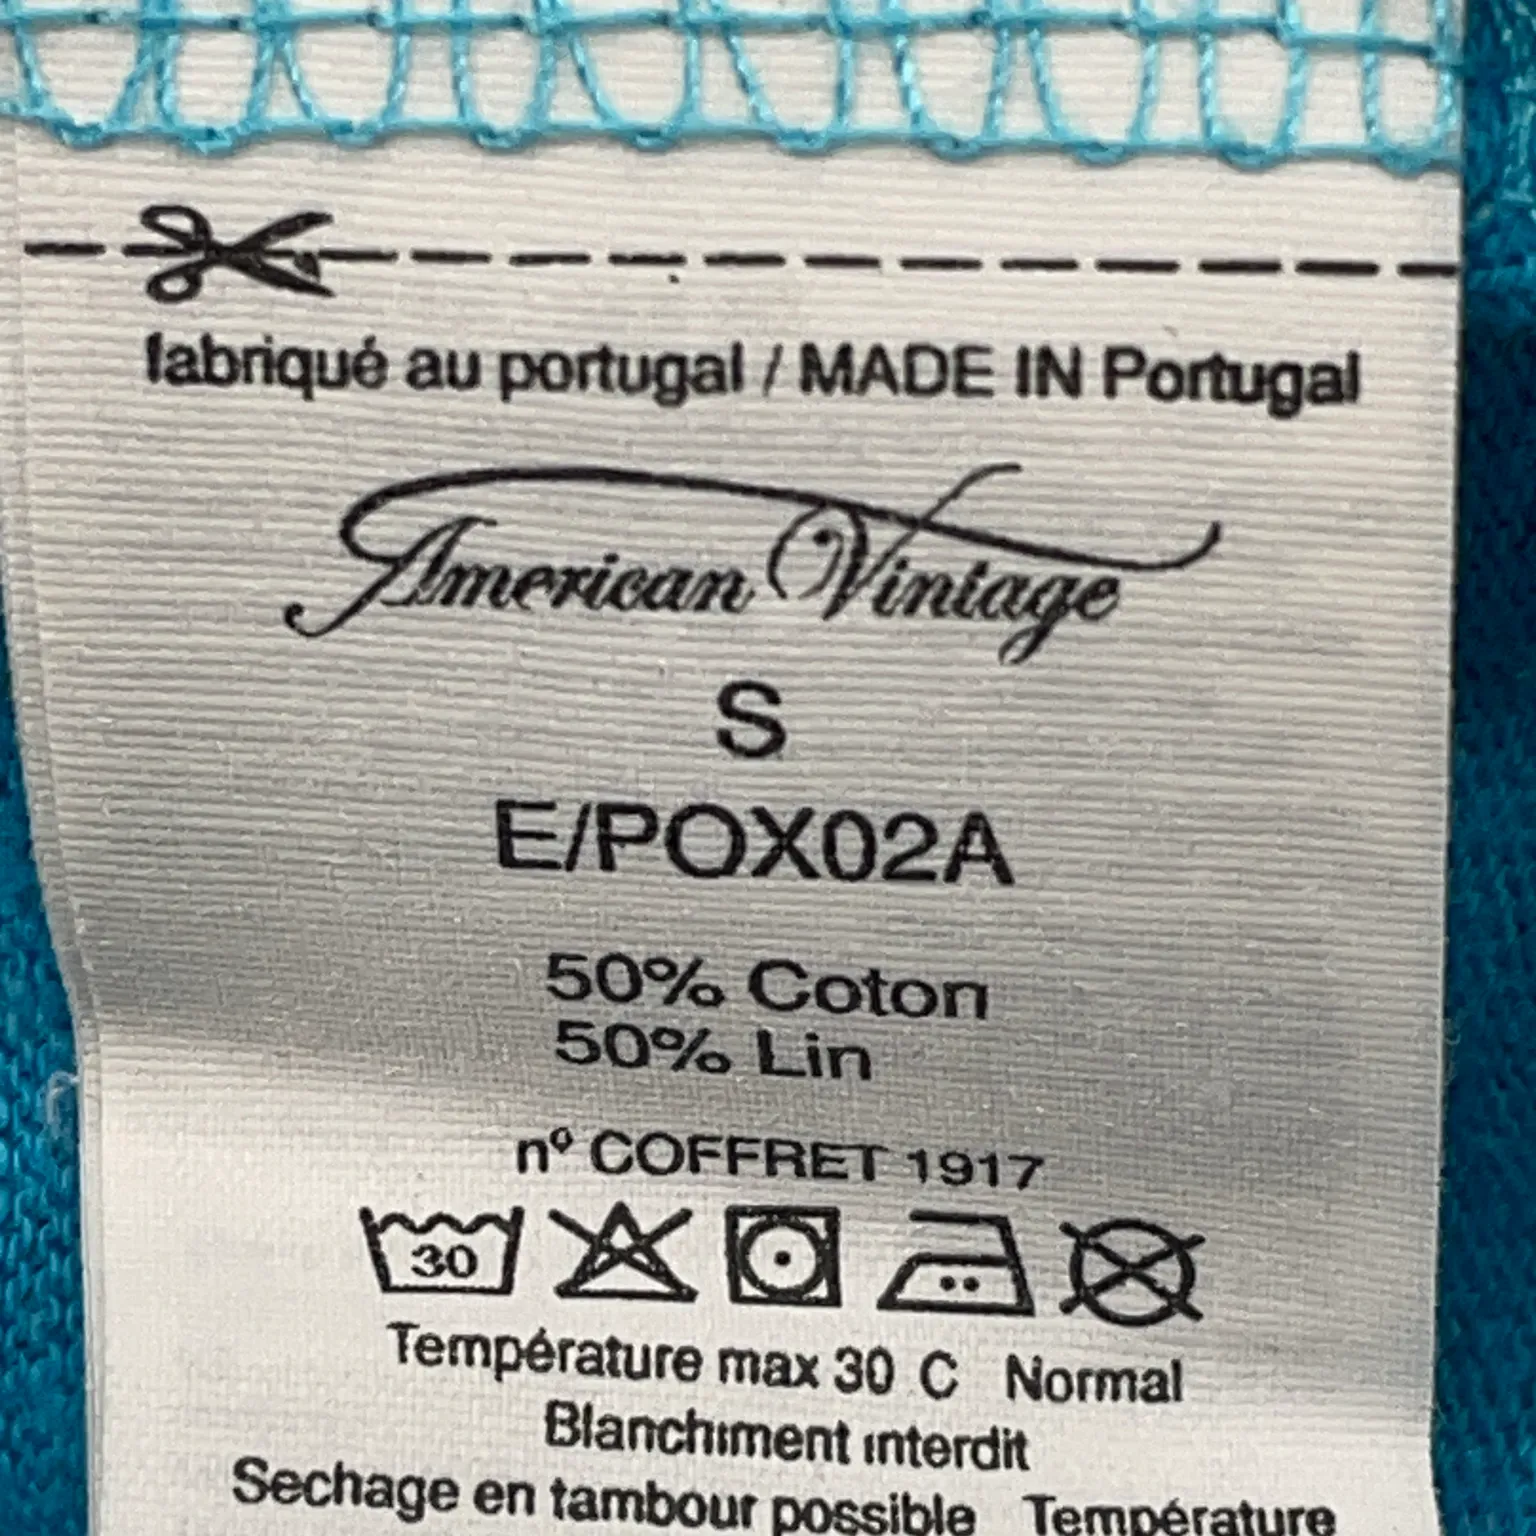 fabriqué au portugal / MADE IN Portugal
American Vintage
S
E/POX02A
50% Coton
50% Lin
nº COFFRET 1917
30
Température max 30 C Normal
Blanchiment interdit
Sechage en tambour possible Température